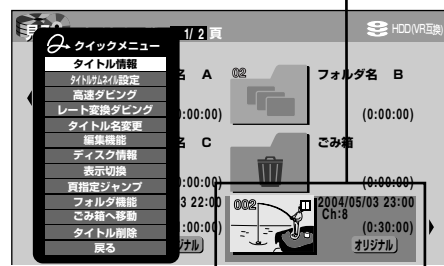 1/ 2 頁
HDD(VR互換)
クイックメニュー
タイトル情報
タイトルサムネイル設定
高速ダビング
レート変換ダビング
タイトル名変更
編集機能
ディスク情報
表示切換
頁指定ジャンプ
フォルダ機能
ごみ箱へ移動
タイトル削除
戻る
名 A
02
フォルダ名 B
:00:00)
(0:00:00)
名 C
ごみ箱
:00:00)
(0:00:00)
03 22:00
002
2004/05/03 23:00
Ch:8
:00:00)
(0:30:00)
ジナル
オリジナル